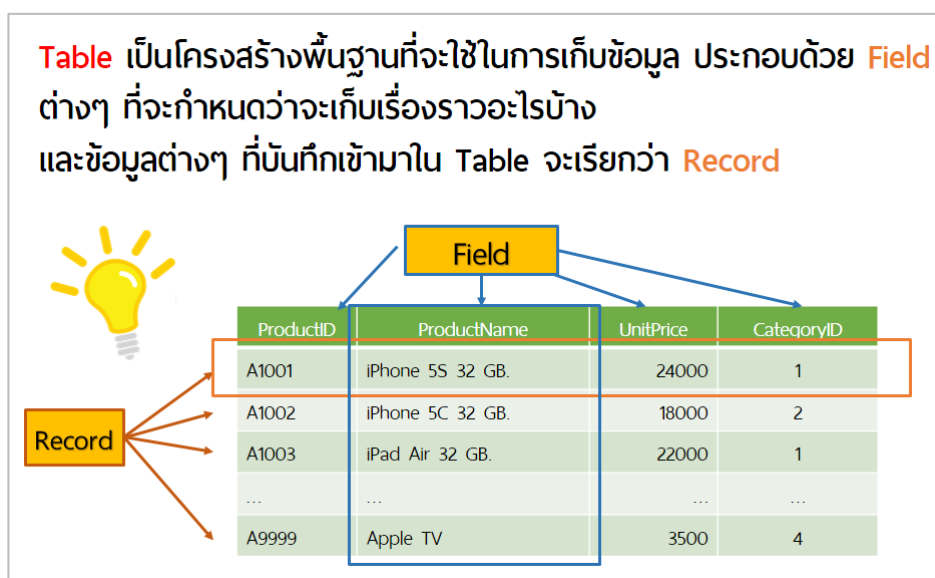 Table เป็นโครงสร้างพื้นฐานที่จะใช้ในการเก็บข้อมูล ประกอบด้วย Field
ต่างๆ ที่จะกำหนดว่าจะเก็บเรื่องราวอะไรบ้าง
และข้อมูลต่างๆ ที่บันทึกเข้ามาใน Table จะเรียกว่า Record
Field
ProductID ProductName UnitPrice CategoryID
A1001 iPhone 5S 32 GB. 24000 1
A1002 iPhone 5C 32 GB. 18000 2
Record
A1003 iPad Air 32 GB. 22000 1
... ... ... ...
A9999 Apple TV 3500 4